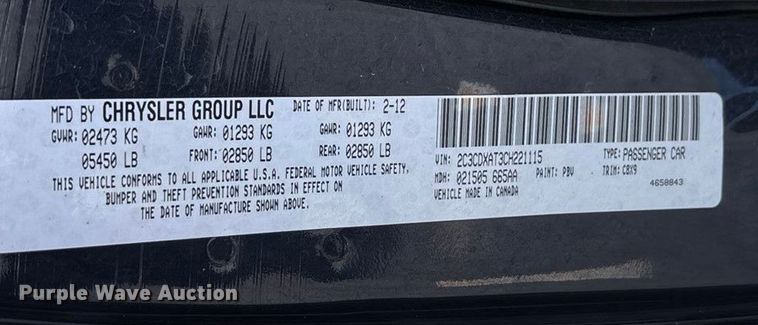 MFD BY CHRYSLER GROUP LLC DATE OF MFR(BUILT): 2-12
GVWR: 02473 KG GAWR: 01293 KG GAWR: 01293 KG
05450 LB FRONT: 02850 LB REAR: 02850 LB
THIS VEHICLE CONFORMS TO ALL APPLICABLE U.S.A. FEDERAL MOTOR VEHICLE SAFETY,
BUMPER AND THEFT PREVENTION STANDARDS IN EFFECT ON
THE DATE OF MANUFACTURE SHOWN ABOVE.
VIN: 2C3CDXAT3CH221115 TYPE: PASSENGER CAR
MDH: 021505 665AA PAINT: PBV TRIM: C8X9
VEHICLE MADE IN CANADA 4658843
Purple Wave Auction